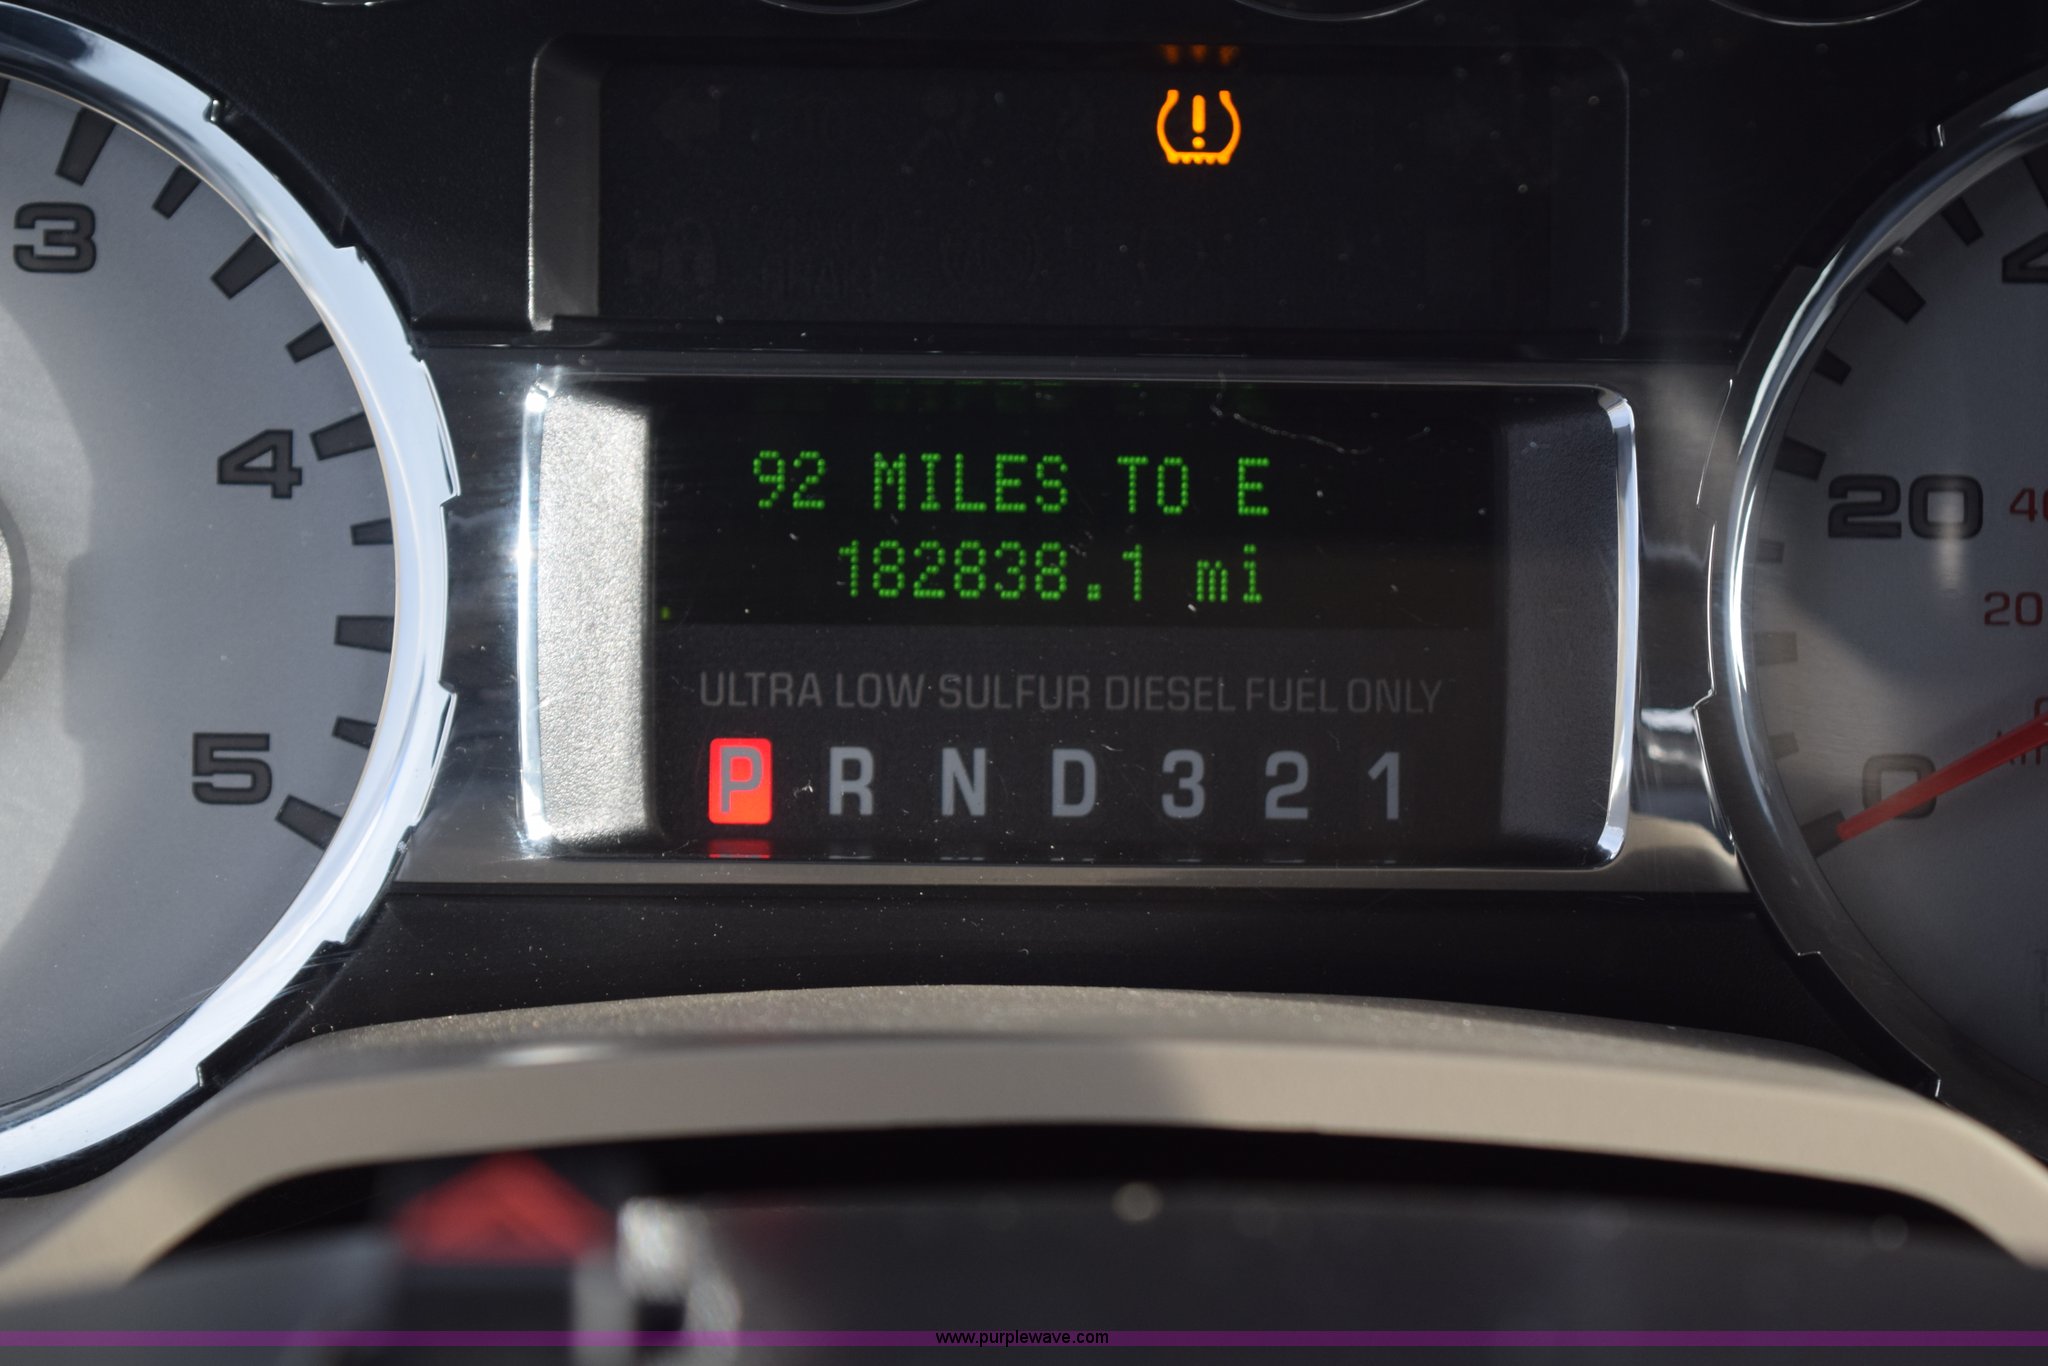 3
4
5
92 MILES TO E
182838.1 mi
ULTRA LOW SULFUR DIESEL FUEL ONLY
P R N D 3 2 1
20
20
0
www.purplewave.com